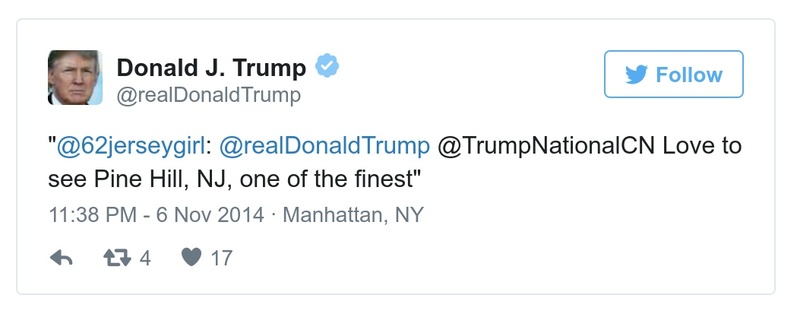 Donald J. Trump
@realDonaldTrump
Follow
"@62jerseygirl: @realDonaldTrump @TrumpNationalCN Love to
see Pine Hill, NJ, one of the finest"
11:38 PM - 6 Nov 2014 · Manhattan, NY
4 17